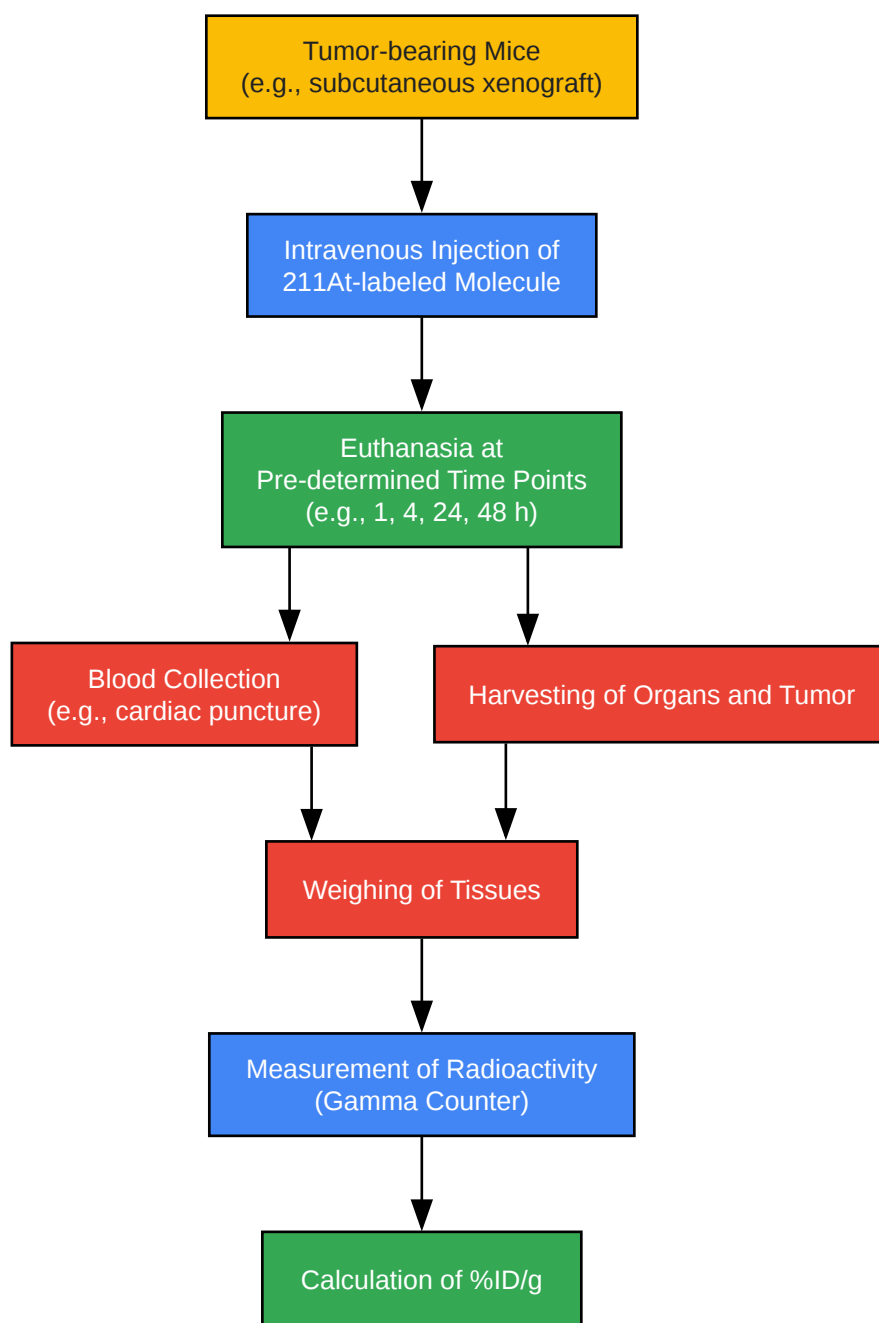 Tumor-bearing Mice
(e.g., subcutaneous xenograft)
Intravenous Injection of
211At-labeled Molecule
Euthanasia at
Pre-determined Time Points
(e.g., 1, 4, 24, 48 h)
Blood Collection
(e.g., cardiac puncture)
Harvesting of Organs and Tumor
Weighing of Tissues
Measurement of Radioactivity
(Gamma Counter)
Calculation of %ID/g